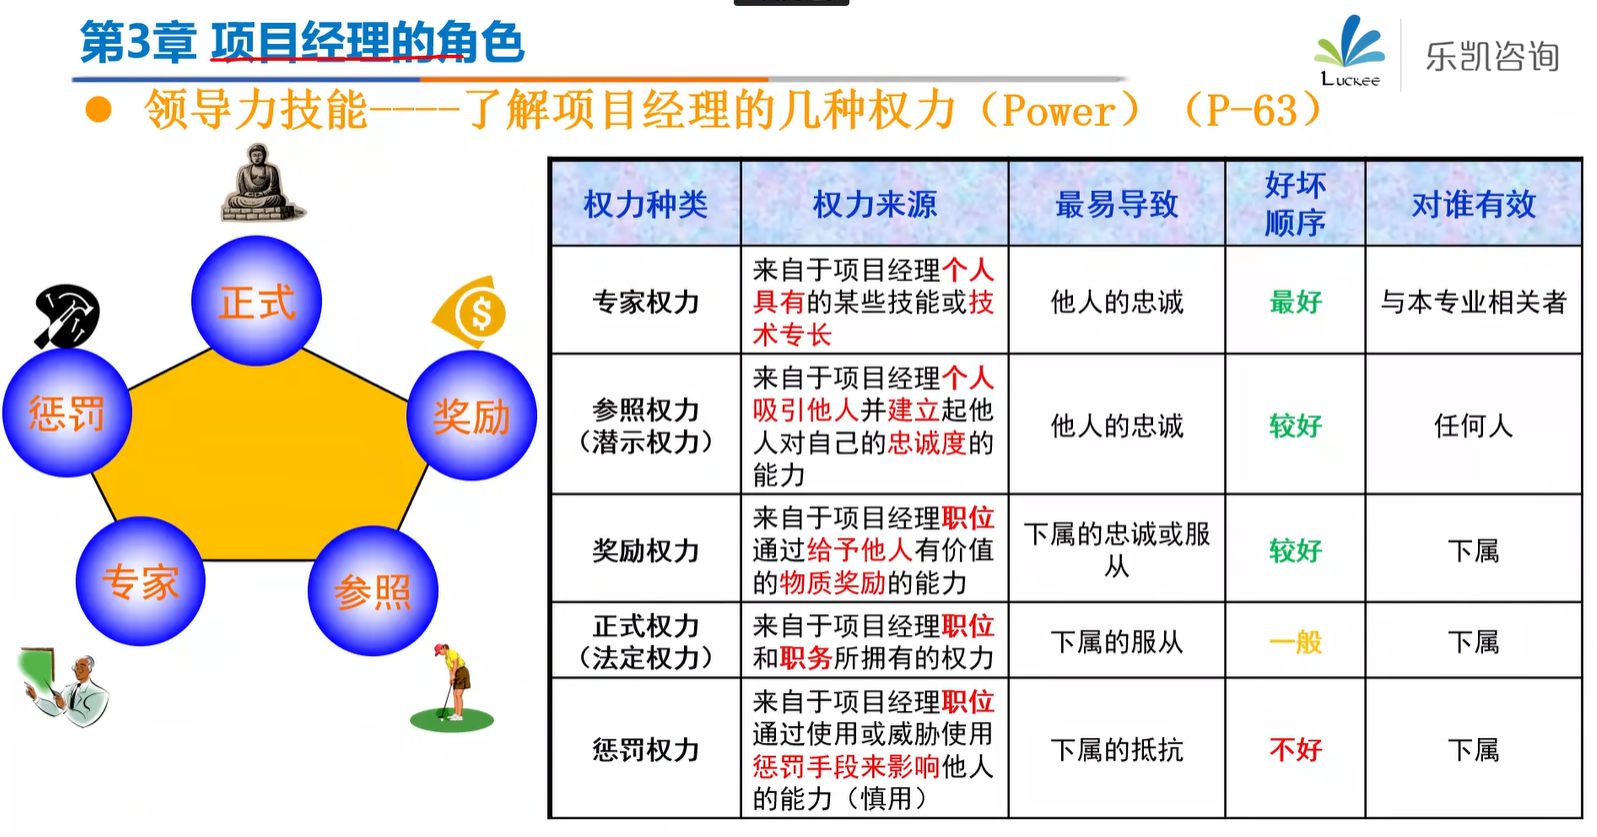 第3章 项目经理的角色
Luckee
乐凯咨询
领导力技能----了解项目经理的几种权力（Power）（P-63）
正式
惩罚
奖励
专家
参照
$
权力种类
权力来源
最易导致
好坏
顺序
对谁有效
专家权力
来自于项目经理个人
具有的某些技能或技
术专长
他人的忠诚
最好
与本专业相关者
参照权力
（潜示权力）
来自于项目经理个人
吸引他人并建立起他
人对自己的忠诚度的
能力
他人的忠诚
较好
任何人
奖励权力
来自于项目经理职位
通过给予他人有价值
的物质奖励的能力
下属的忠诚或服
从
较好
下属
正式权力
（法定权力）
来自于项目经理职位
和职务所拥有的权力
下属的服从
一般
下属
惩罚权力
来自于项目经理职位
通过使用或威胁使用
惩罚手段来影响他人
的能力（慎用）
下属的抵抗
不好
下属